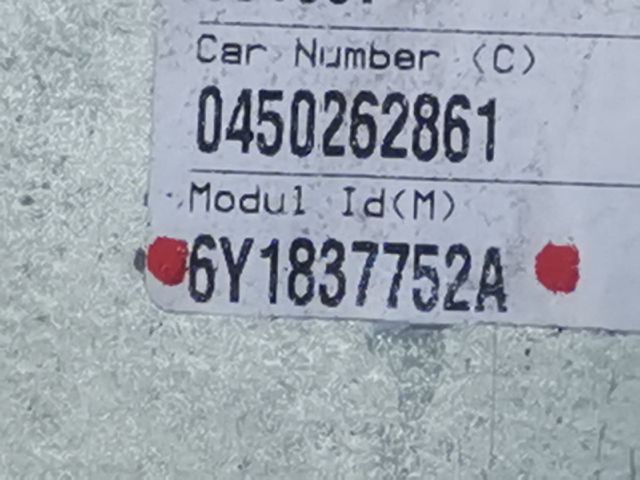 Car Number (C)
0450262861
Modul Id(M)
6Y1837752A